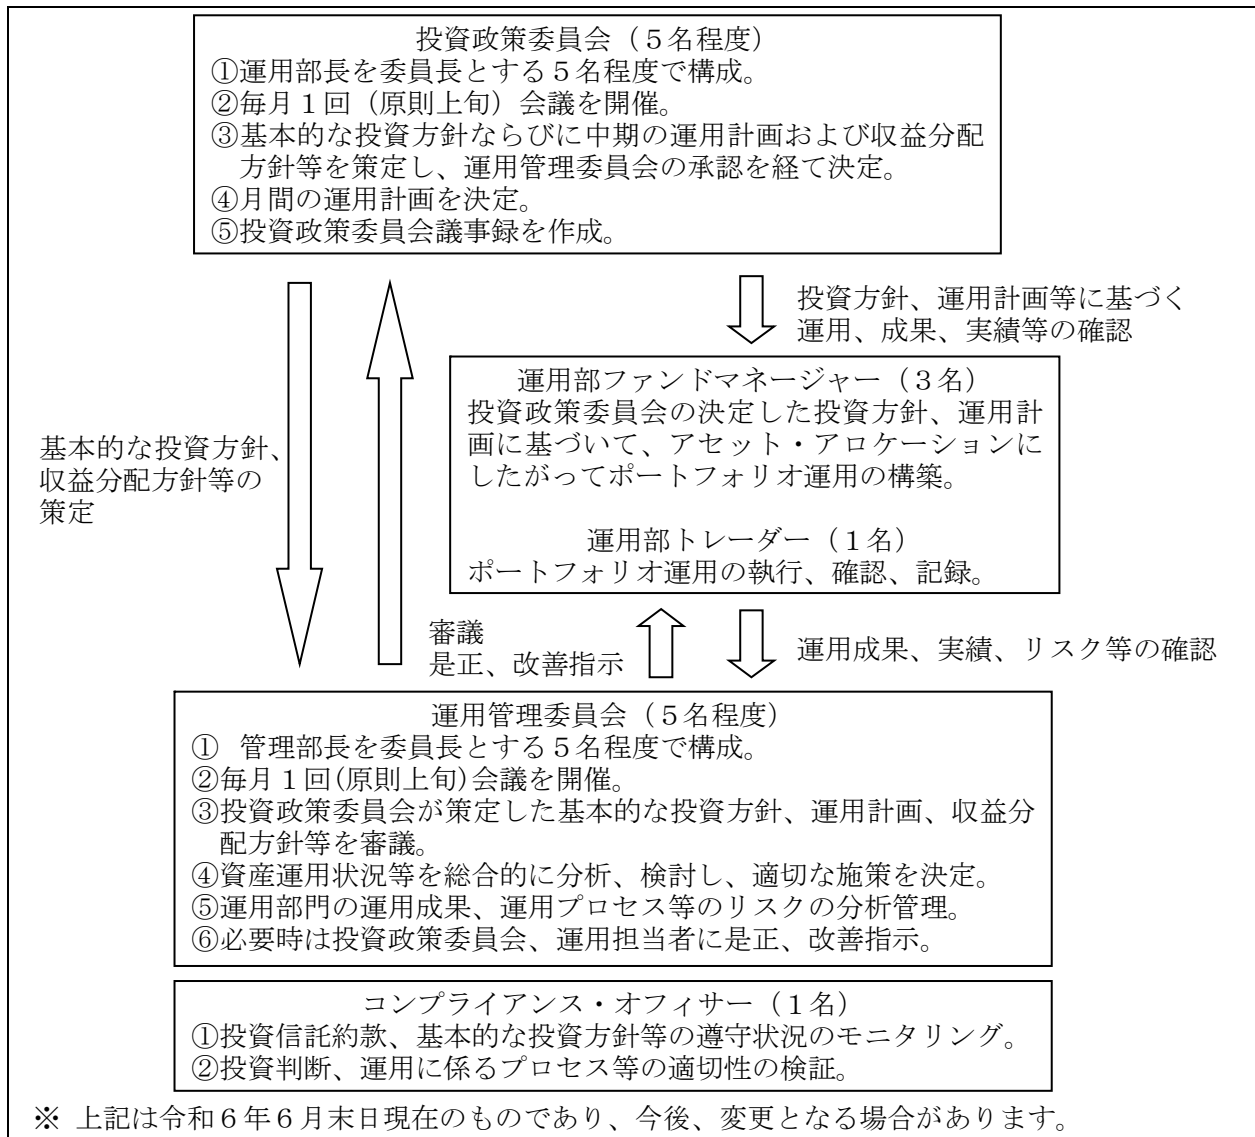 投資政策委員会（５名程度）
①運用部長を委員長とする５名程度で構成。
②毎月１回（原則上旬）会議を開催。
③基本的な投資方針ならびに中期の運用計画および収益分配
方針等を策定し、運用管理委員会の承認を経て決定。
④月間の運用計画を決定。
⑤投資政策委員会議事録を作成。
投資方針、運用計画等に基づく
運用、成果、実績等の確認
運用部ファンドマネージャー（３名）
投資政策委員会の決定した投資方針、運用計
画に基づいて、アセット・アロケーションに
したがってポートフォリオ運用の構築。
運用部トレーダー（１名）
ポートフォリオ運用の執行、確認、記録。
基本的な投資方針、
収益分配方針等の
策定
審議
是正、改善指示
運用成果、実績、リスク等の確認
運用管理委員会（５名程度）
① 管理部長を委員長とする５名程度で構成。
②毎月１回(原則上旬)会議を開催。
③投資政策委員会が策定した基本的な投資方針、運用計画、収益分
配方針等を審議。
④資産運用状況等を総合的に分析、検討し、適切な施策を決定。
⑤運用部門の運用成果、運用プロセス等のリスクの分析管理。
⑥必要時は投資政策委員会、運用担当者に是正、改善指示。
コンプライアンス・オフィサー（１名）
①投資信託約款、基本的な投資方針等の遵守状況のモニタリング。
②投資判断、運用に係るプロセス等の適切性の検証。
※ 上記は令和６年６月末日現在のものであり、今後、変更となる場合があります。